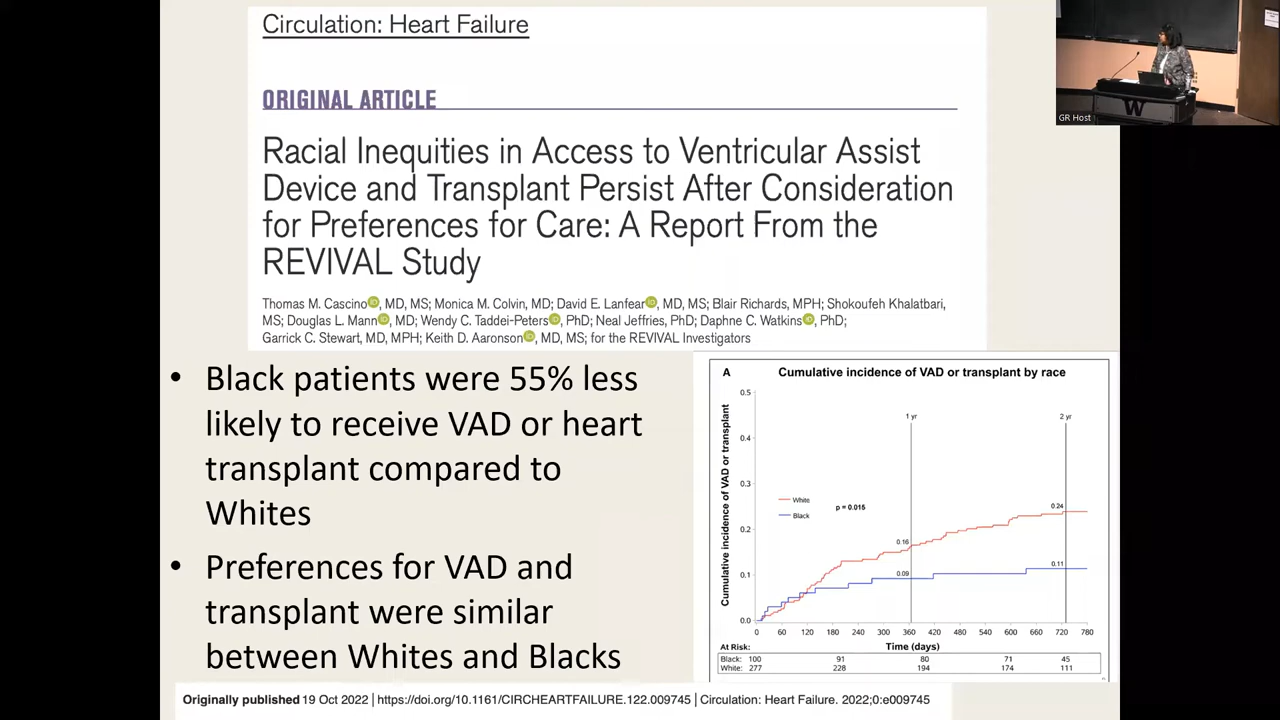 Circulation: Heart Failure
ORIGINAL ARTICLE
Racial Inequities in Access to Ventricular Assist
Device and Transplant Persist After Consideration
for Preferences for Care: A Report From the
REVIVAL Study
Thomas M. Cascino iD, MD, MS; Monica M. Colvin, MD; David E. Lanfear iD, MD, MS; Blair Richards, MPH; Shokoufeh Khalatbari,
MS; Douglas L. Mann iD, MD; Wendy C. Taddei-Peters iD, PhD; Neal Jeffries, PhD; Daphne C. Watkins iD, PhD;
Garrick C. Stewart, MD, MPH; Keith D. Aaronson iD, MD, MS; for the REVIVAL Investigators
• Black patients were 55% less
likely to receive VAD or heart
transplant compared to
Whites
• Preferences for VAD and
transplant were similar
between Whites and Blacks
A
Cumulative incidence of VAD or transplant by race
Cumulative incidence of VAD or transplant
0.5
0.4
0.3
0.2
0.1
0.0
1 yr
2 yr
White
Black
p = 0.015
0.16
0.24
0.09
0.11
0 60 120 180 240 300 360 420 480 540 600 660 720 780
Time (days)
At Risk:
Black: 100 91 80 71 45
White: 277 228 194 174 111
Originally published 19 Oct 2022 | https://doi.org/10.1161/CIRCHEARTFAILURE.122.009745 | Circulation: Heart Failure. 2022;0:e009745
W
GR Host